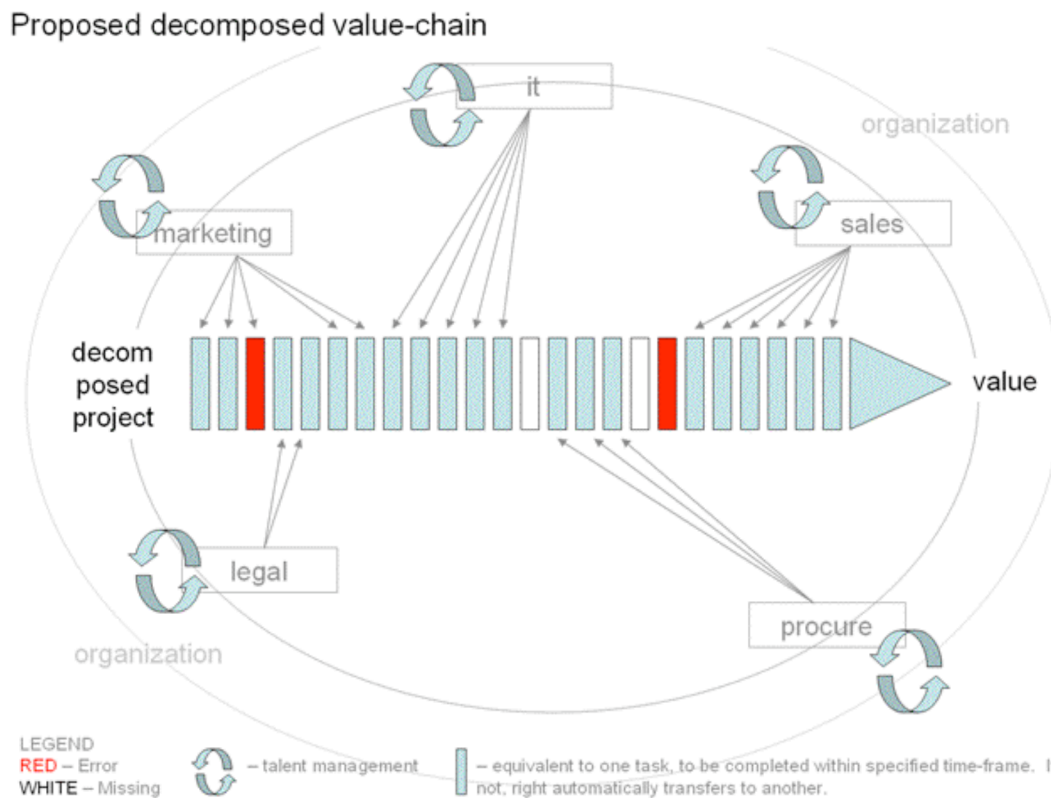 Proposed decomposed value-chain
it
organization
marketing
sales
decom
posed
project
value
legal
procure
organization
LEGEND
RED – Error
WHITE – Missing
– talent management
– equivalent to one task, to be completed within specified time-frame.
not, right automatically transfers to another.